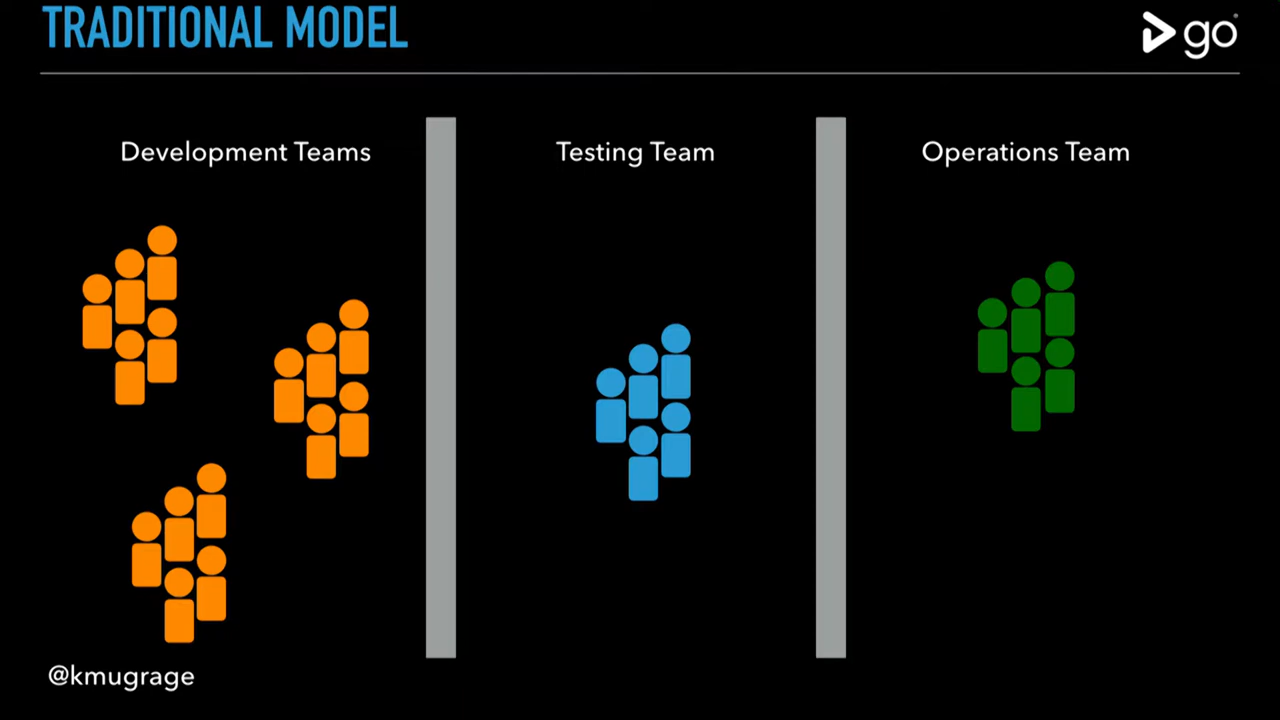 TRADITIONAL MODEL
go
Development Teams
Testing Team
Operations Team
@kmugrage